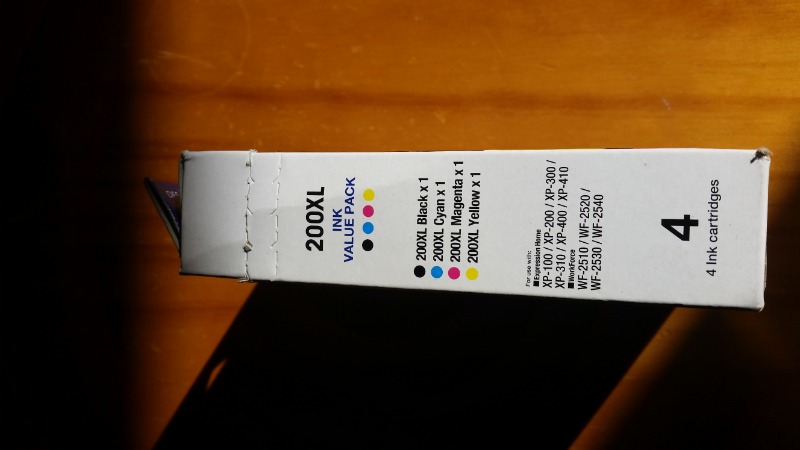 200XL
INK
VALUE PACK
200XL Black x 1
200XL Cyan x 1
200XL Magenta x 1
200XL Yellow x 1
For use with:
■Expression Home
XP-100 / XP-200 / XP-300 /
XP-310 / XP-400 / XP-410
■WorkForce
WF-2510 / WF-2520 /
WF-2530 / WF-2540
4
4 Ink cartridges